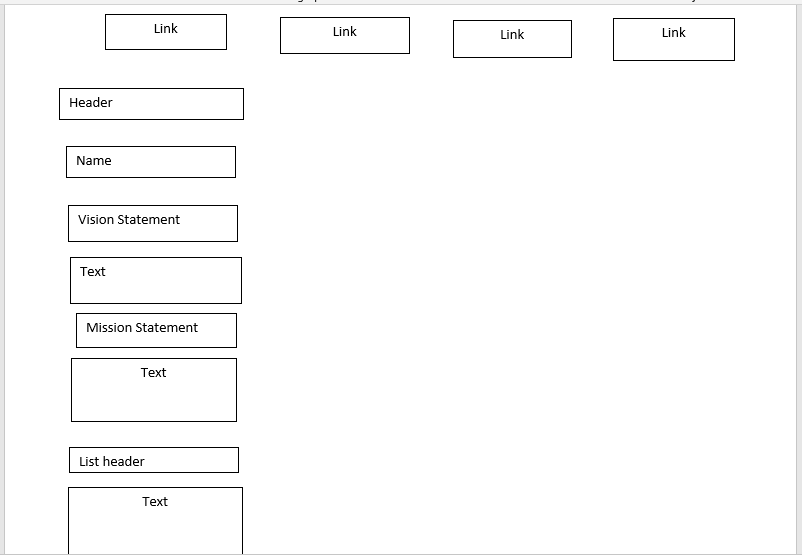 Link
Link
Link
Link
Header
Name
Vision Statement
Text
Mission Statement
Text
List header
Text